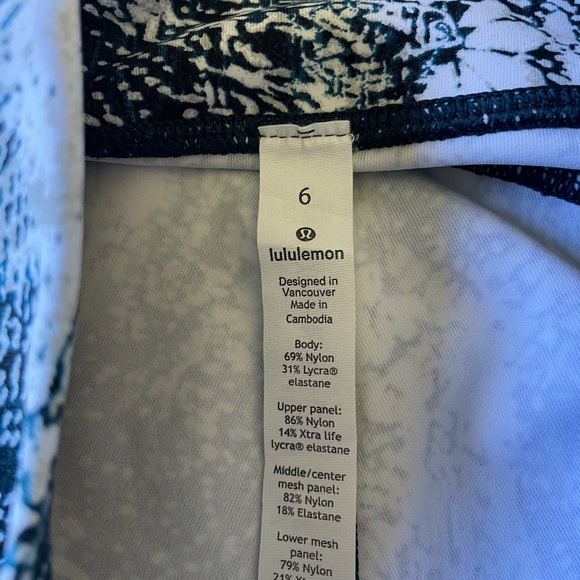 6
lululemon
Designed in
Vancouver
Made in
Cambodia
Body:
69% Nylon
31% Lycra®
elastane
Upper panel:
86% Nylon
14% Xtra life
lycra® elastane
Middle/center
mesh panel:
82% Nylon
18% Elastane
Lower mesh
panel:
79% Nylon
21%